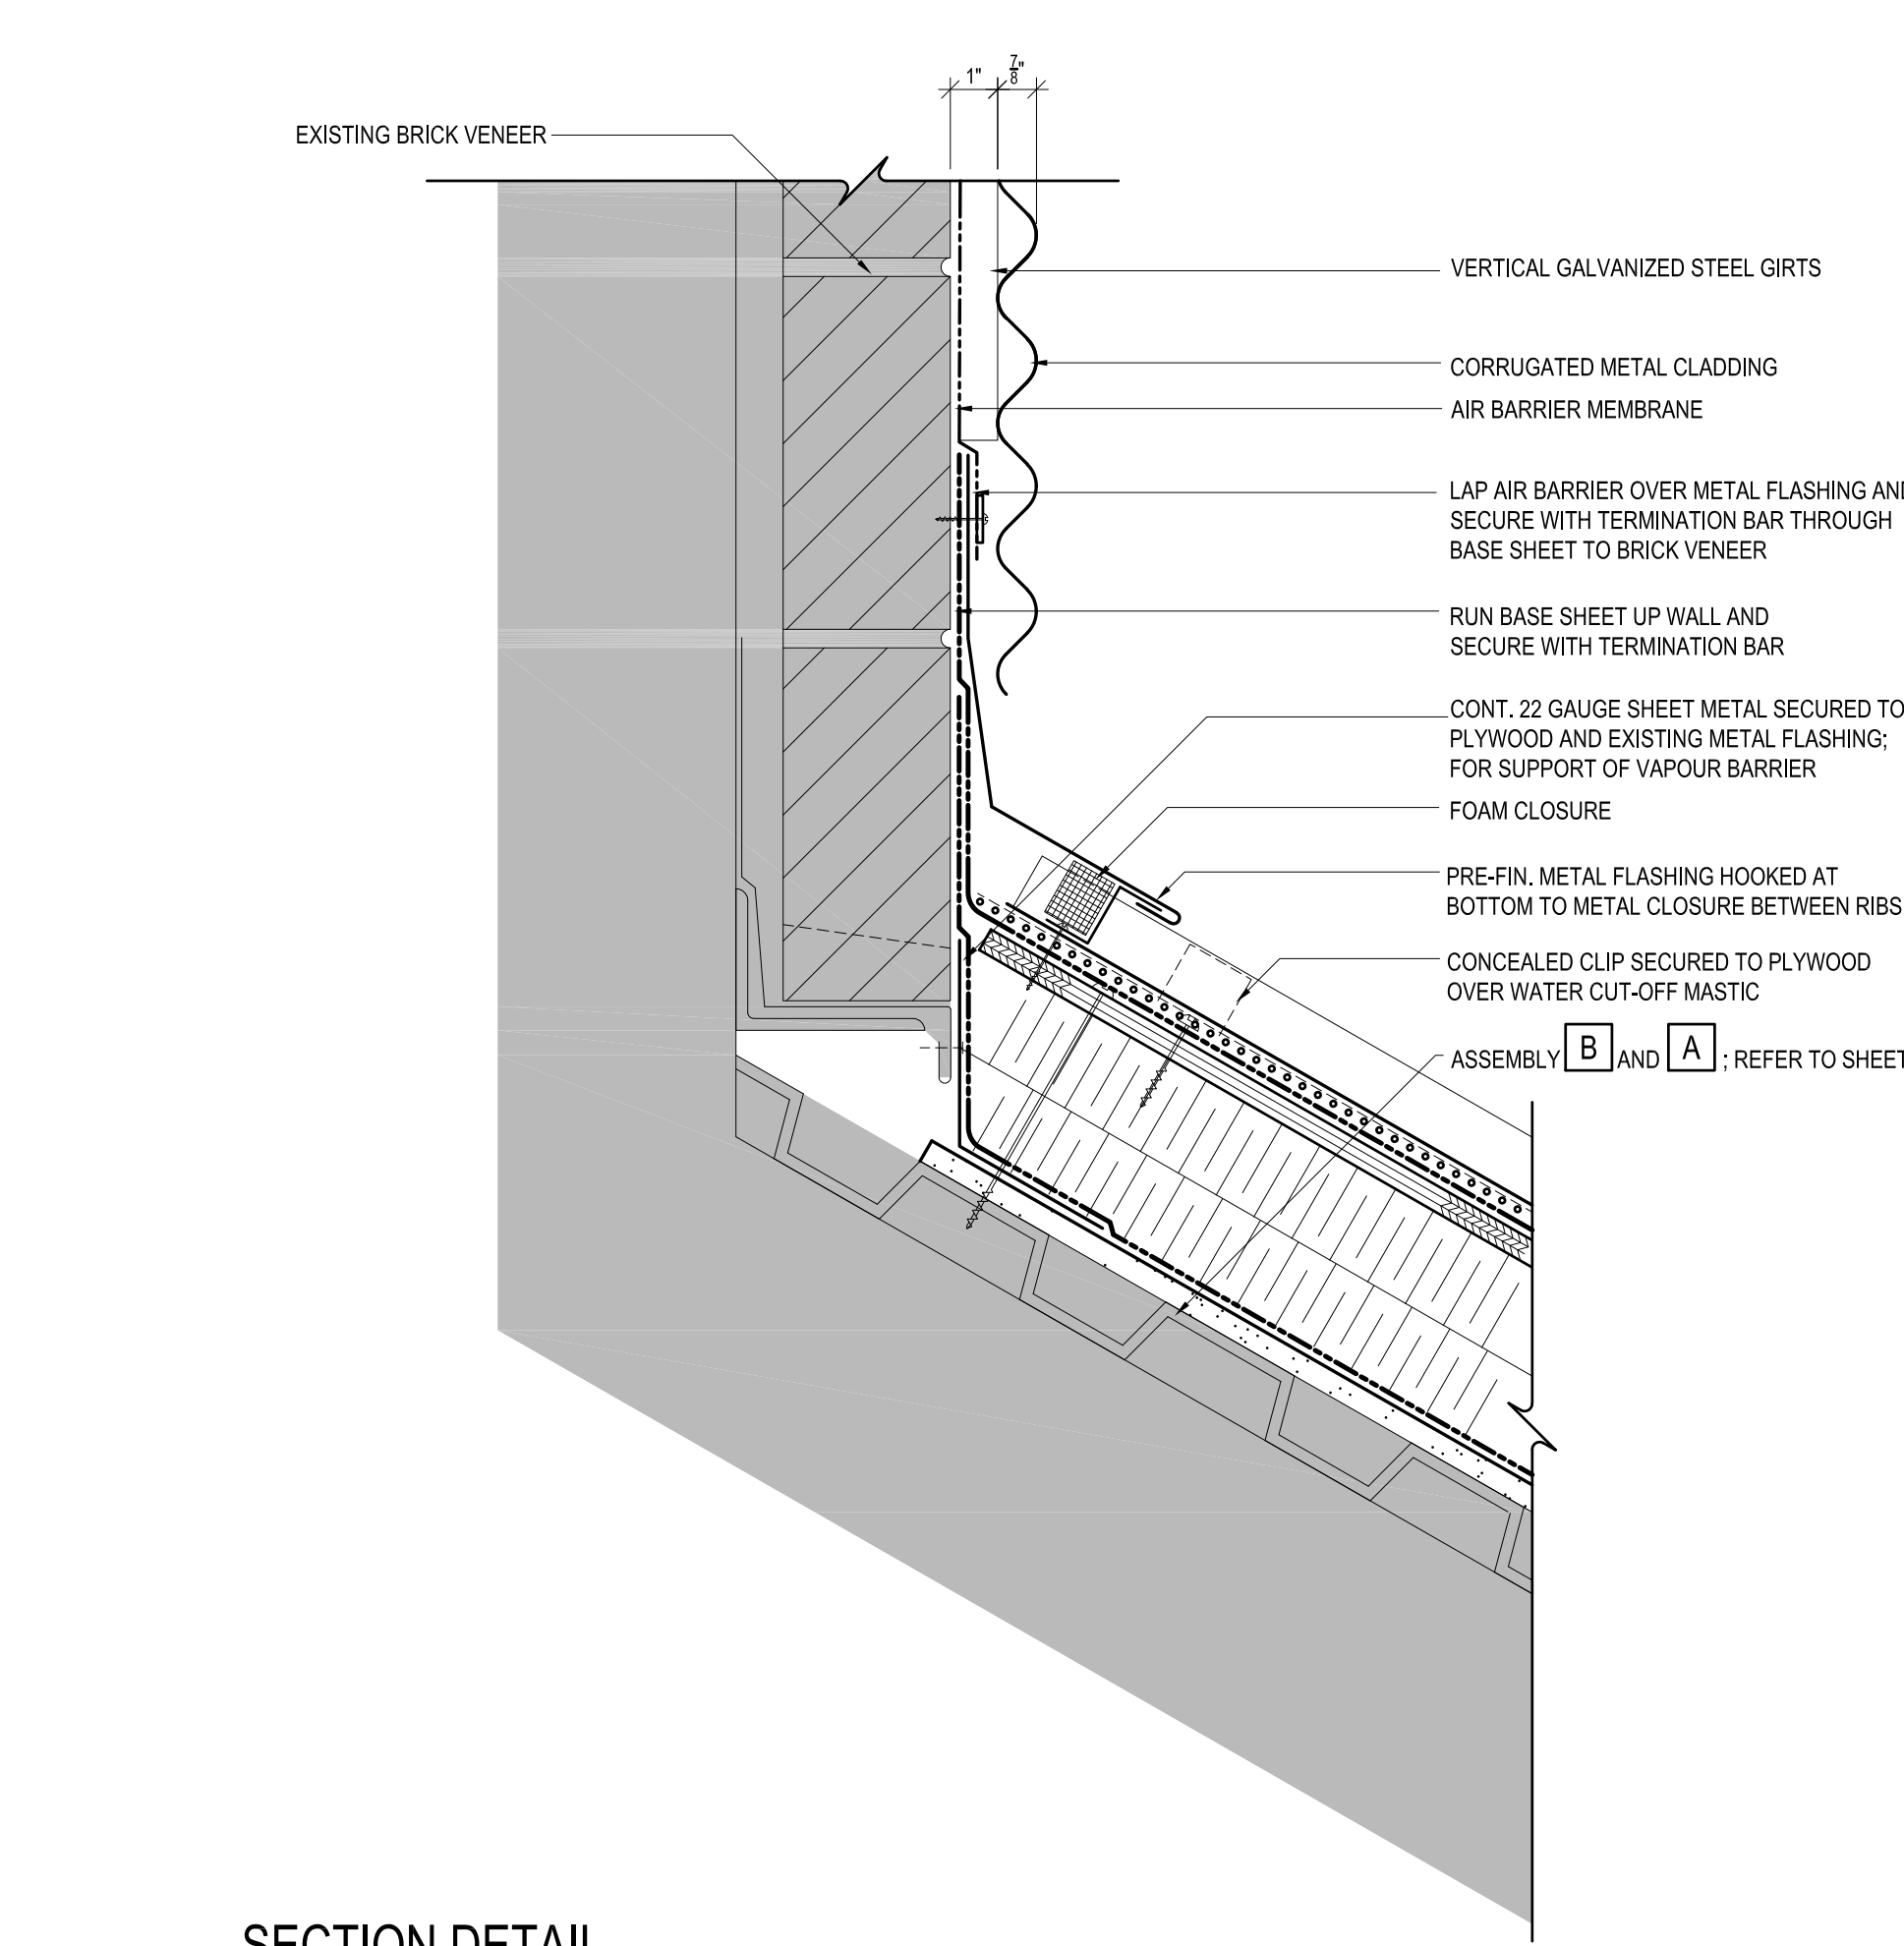 1"
7/8"
EXISTING BRICK VENEER
VERTICAL GALVANIZED STEEL GIRTS
CORRUGATED METAL CLADDING
AIR BARRIER MEMBRANE
LAP AIR BARRIER OVER METAL FLASHING AND
SECURE WITH TERMINATION BAR THROUGH
BASE SHEET TO BRICK VENEER
RUN BASE SHEET UP WALL AND
SECURE WITH TERMINATION BAR
CONT. 22 GAUGE SHEET METAL SECURED TO
PLYWOOD AND EXISTING METAL FLASHING;
FOR SUPPORT OF VAPOUR BARRIER
FOAM CLOSURE
PRE-FIN. METAL FLASHING HOOKED AT
BOTTOM TO METAL CLOSURE BETWEEN RIBS
CONCEALED CLIP SECURED TO PLYWOOD
OVER WATER CUT-OFF MASTIC
ASSEMBLY B AND A ; REFER TO SHEET
SECTION DETAIL